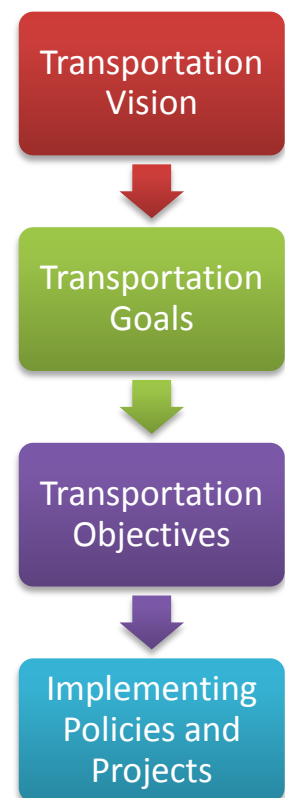 Transportation
Vision
Transportation
Goals
Transportation
Objectives
Implementing
Policies and
Projects